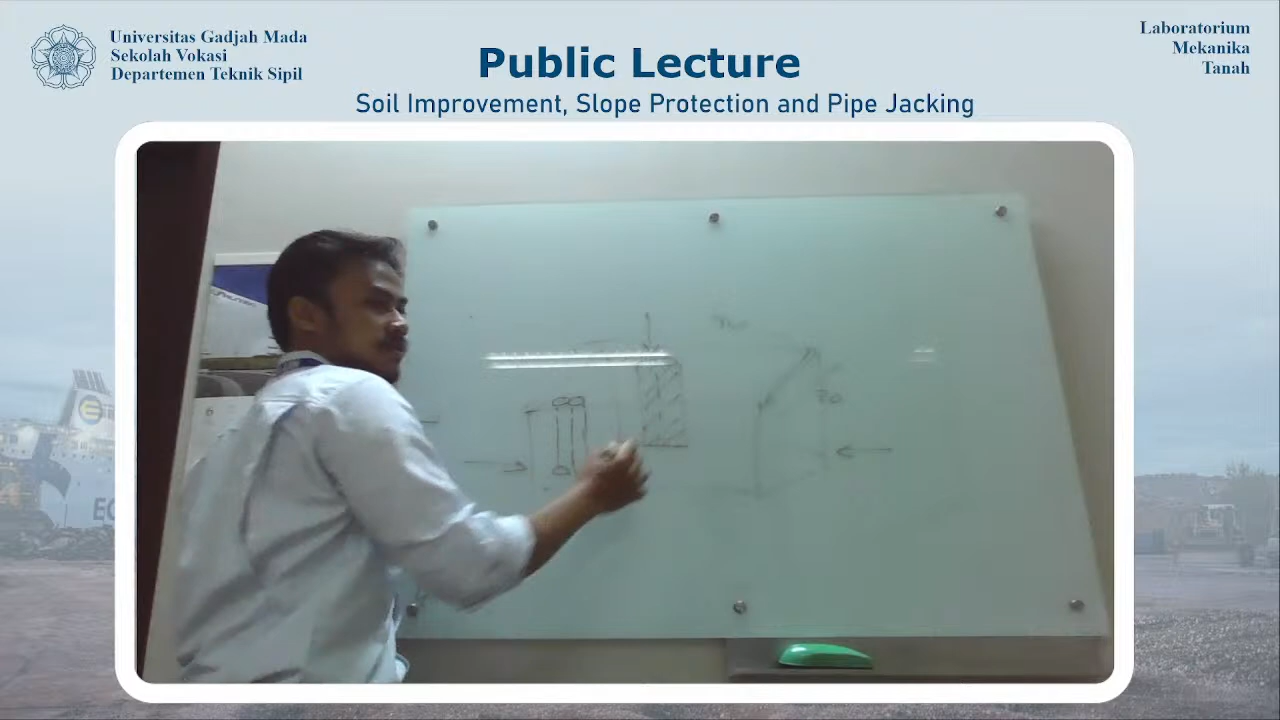 Universitas Gadjah Mada
Sekolah Vokasi
Departemen Teknik Sipil
Laboratorium
Mekanika
Tanah
Public Lecture
Soil Improvement, Slope Protection and Pipe Jacking
6